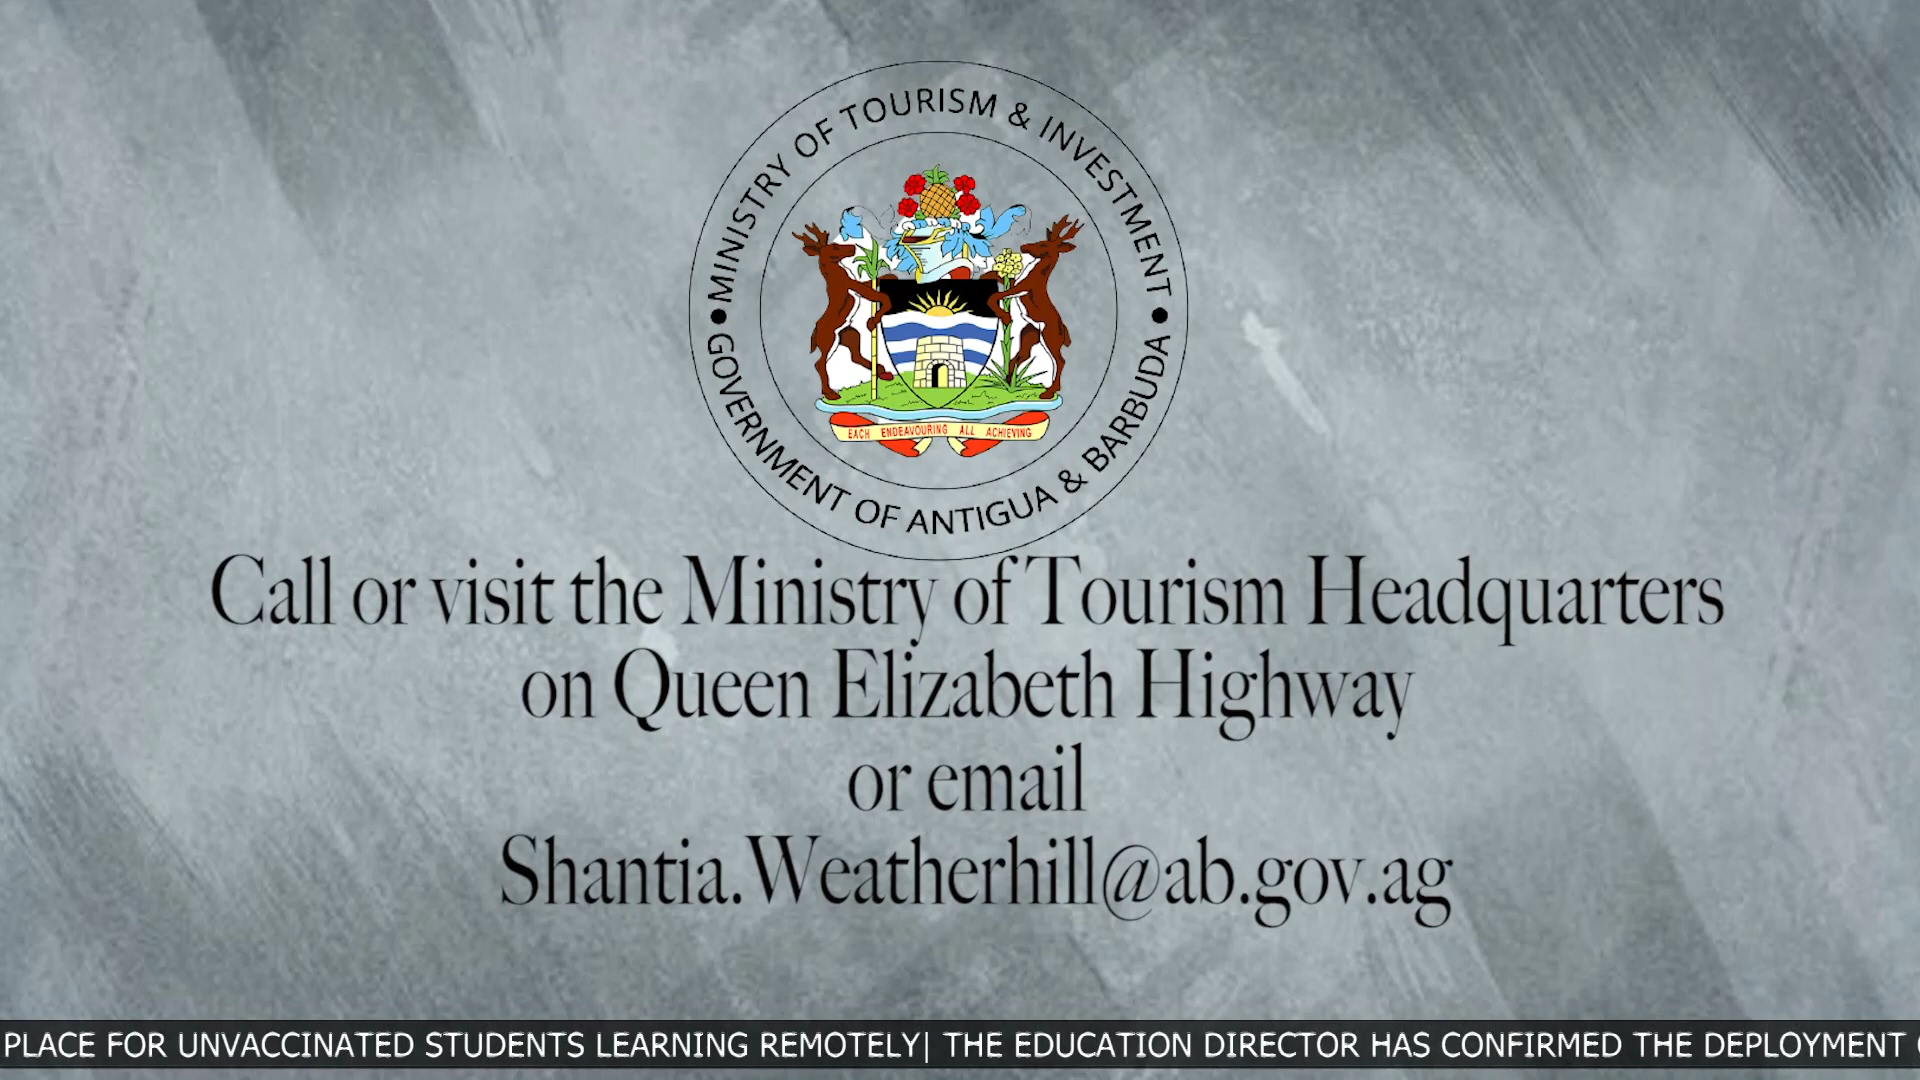 MINISTRY OF TOURISM & INVESTMENT
EACH ENDEAVOURING ALL ACHIEVING
GOVERNMENT OF ANTIGUA & BARBUDA
Call or visit the Ministry of Tourism Headquarters
on Queen Elizabeth Highway
or email
Shantia.Weatherhill@ab.gov.ag
PLACE FOR UNVACCINATED STUDENTS LEARNING REMOTELY| THE EDUCATION DIRECTOR HAS CONFIRMED THE DEPLOYMENT